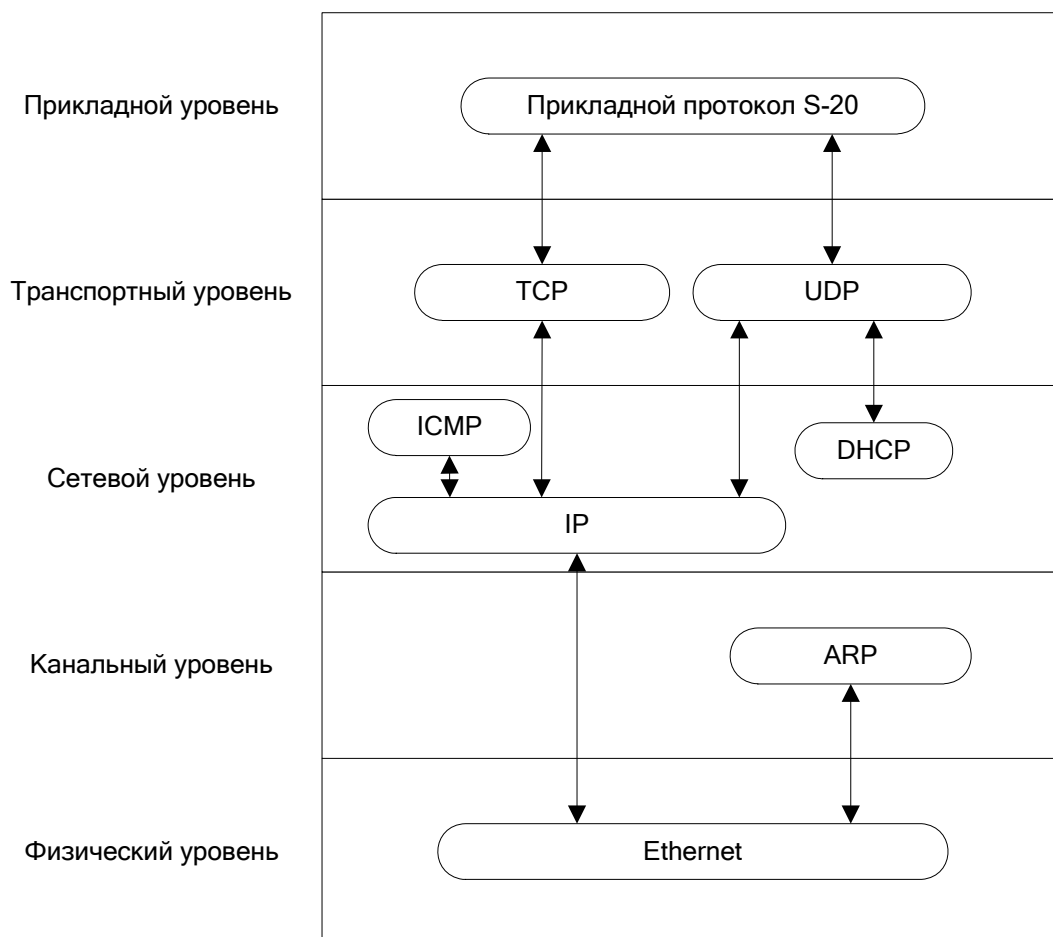 Прикладной уровень
Прикладной протокол S-20
Транспортный уровень
TCP
UDP
Сетевой уровень
ICMP
DHCP
IP
Канальный уровень
ARP
Физический уровень
Ethernet